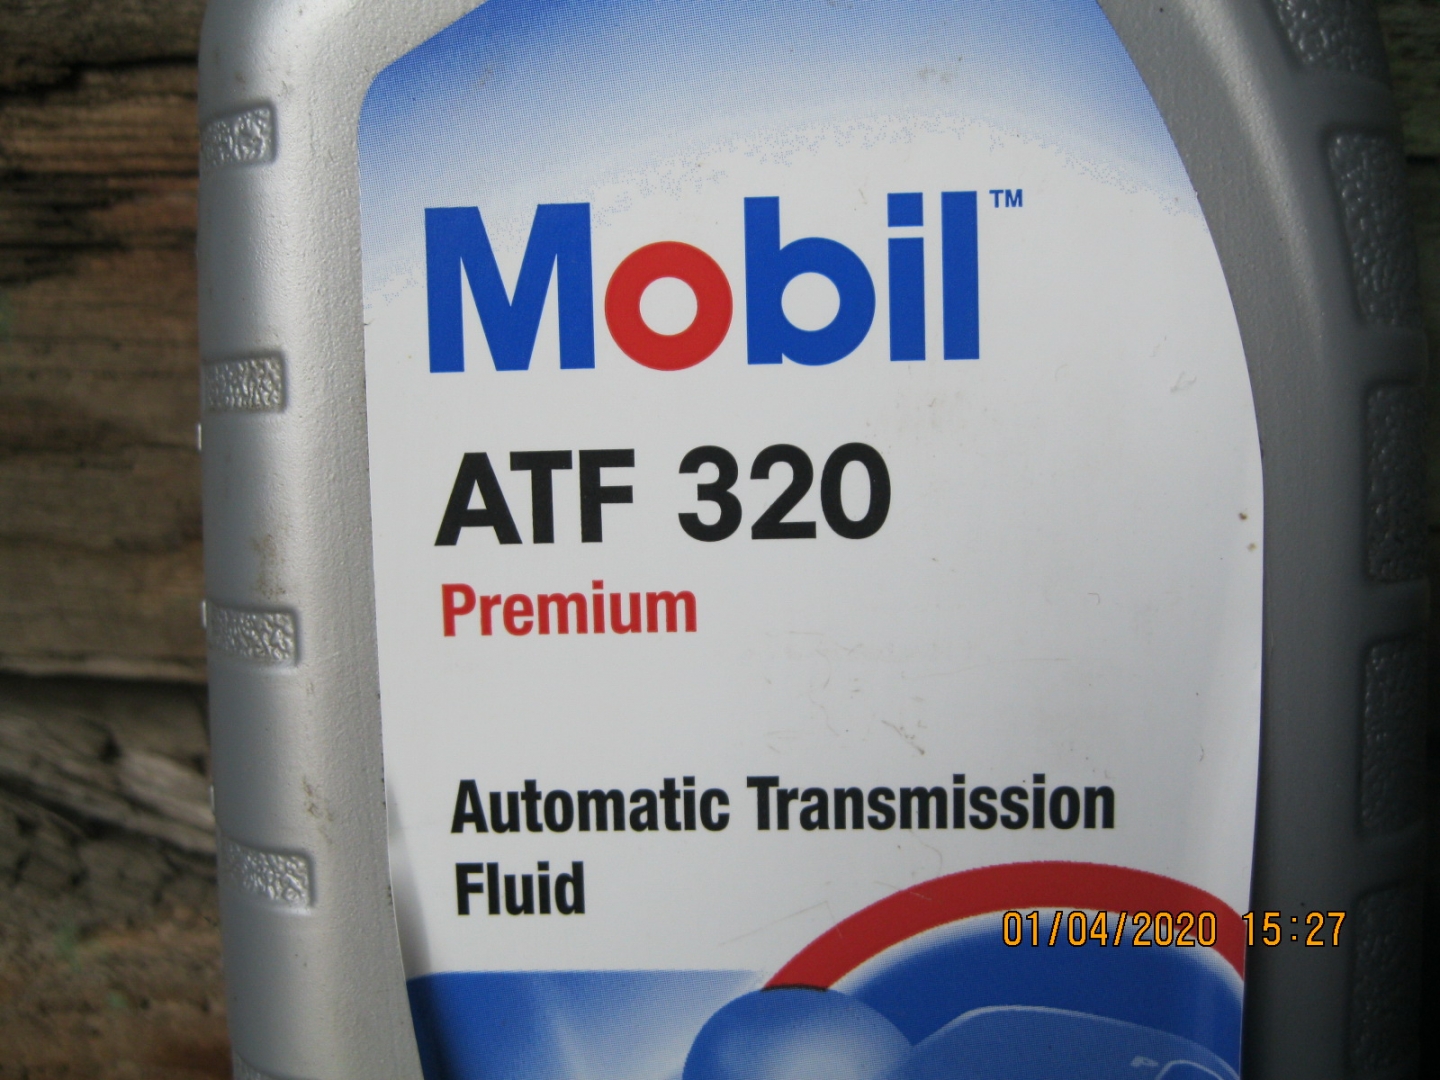 Mobil™
ATF 320
Premium
Automatic Transmission
Fluid
01/04/2020 15:27